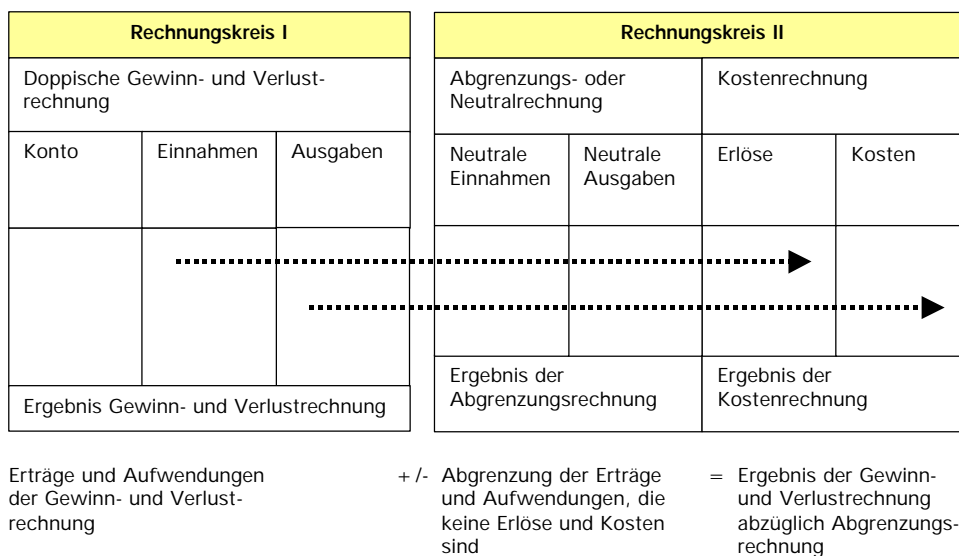 Rechnungskreis I
Doppische Gewinn- und Verlust-
rechnung
Konto
Einnahmen
Ausgaben
Ergebnis Gewinn- und Verlustrechnung
Rechnungskreis II
Abgrenzungs- oder
Neutralrechnung
Kostenrechnung
Neutrale
Einnahmen
Neutrale
Ausgaben
Erlöse
Kosten
Ergebnis der
Abgrenzungsrechnung
Ergebnis der
Kostenrechnung
Erträge und Aufwendungen
der Gewinn- und Verlust-
rechnung
+/- Abgrenzung der Erträge
und Aufwendungen, die
keine Erlöse und Kosten
sind
= Ergebnis der Gewinn-
und Verlustrechnung
abzüglich Abgrenzungs-
rechnung